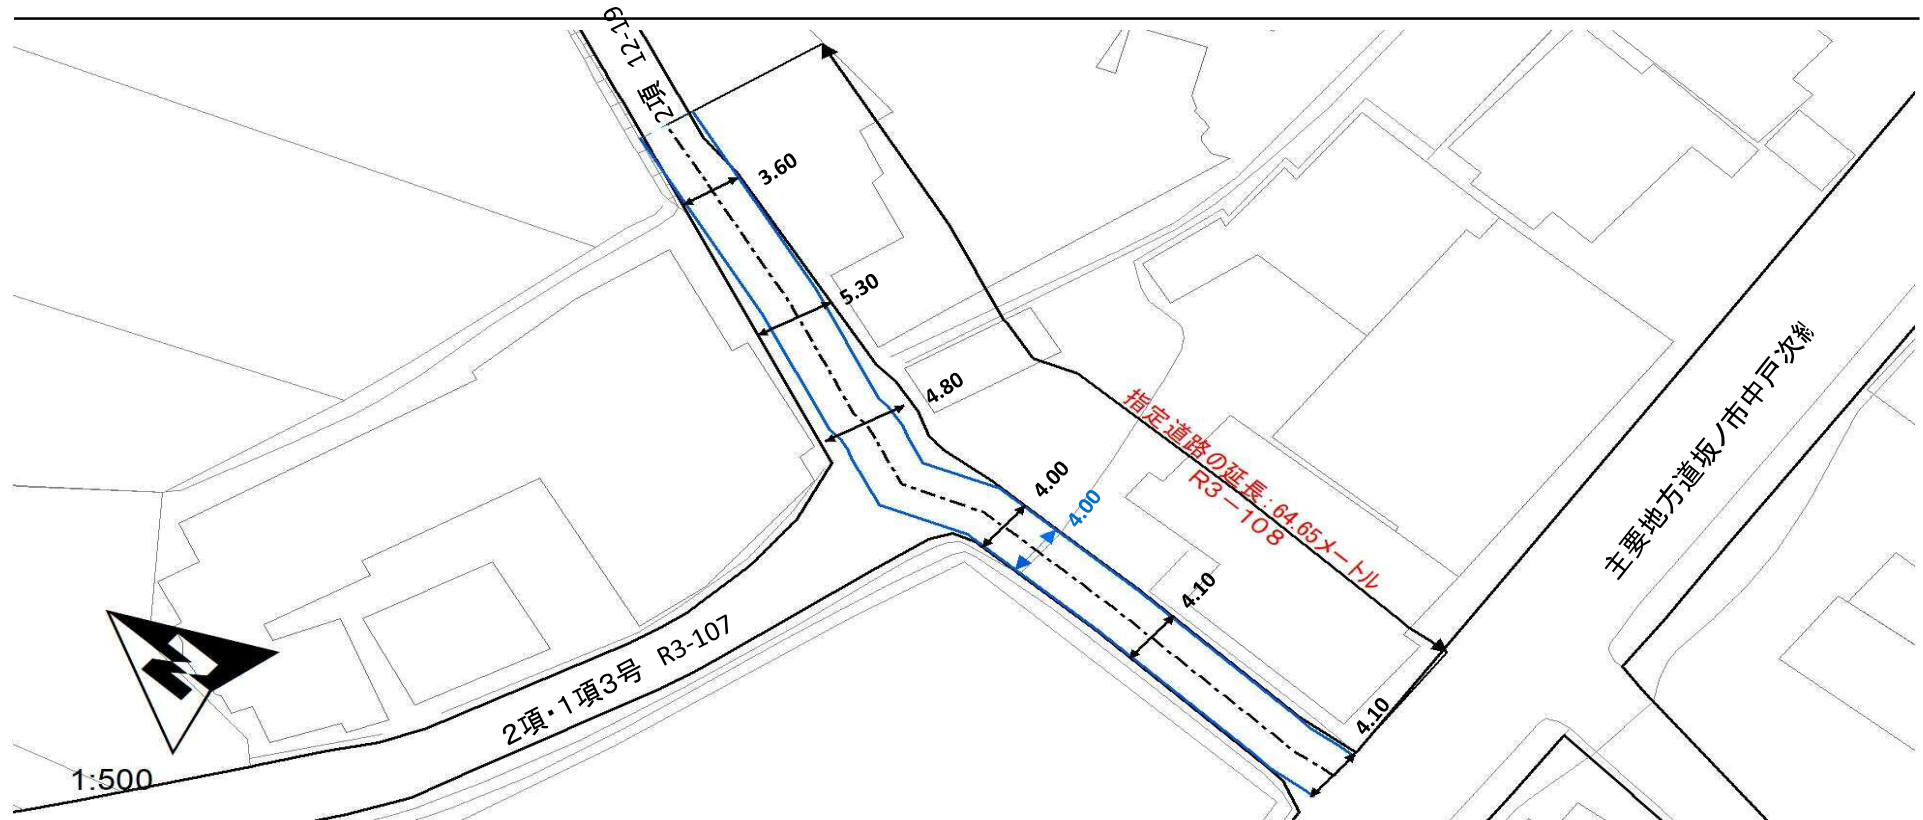 2項 12-19
3.60
5.30
4.80
4.00
4.00
4.10
4.10
指定道路の延長:64.65メートル
R3-108
主要地方道坂ノ市中戸次線
2項・1項3号 R3-107
N
1:500